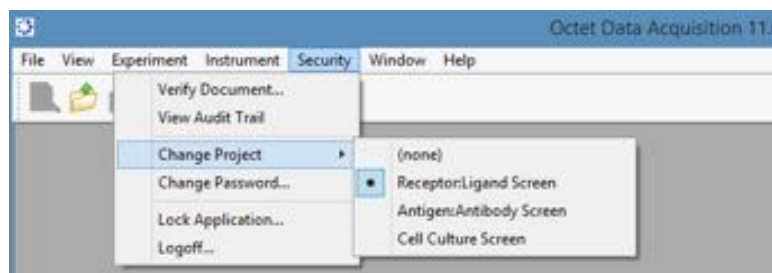 Octet Data Acquisition 11.
File View Experiment Instrument Security Window Help
Verify Document...
View Audit Trail
Change Project
(none)
Change Password...
Receptor:Ligand Screen
Antigen:Antibody Screen
Lock Application...
Cell Culture Screen
Logoff...